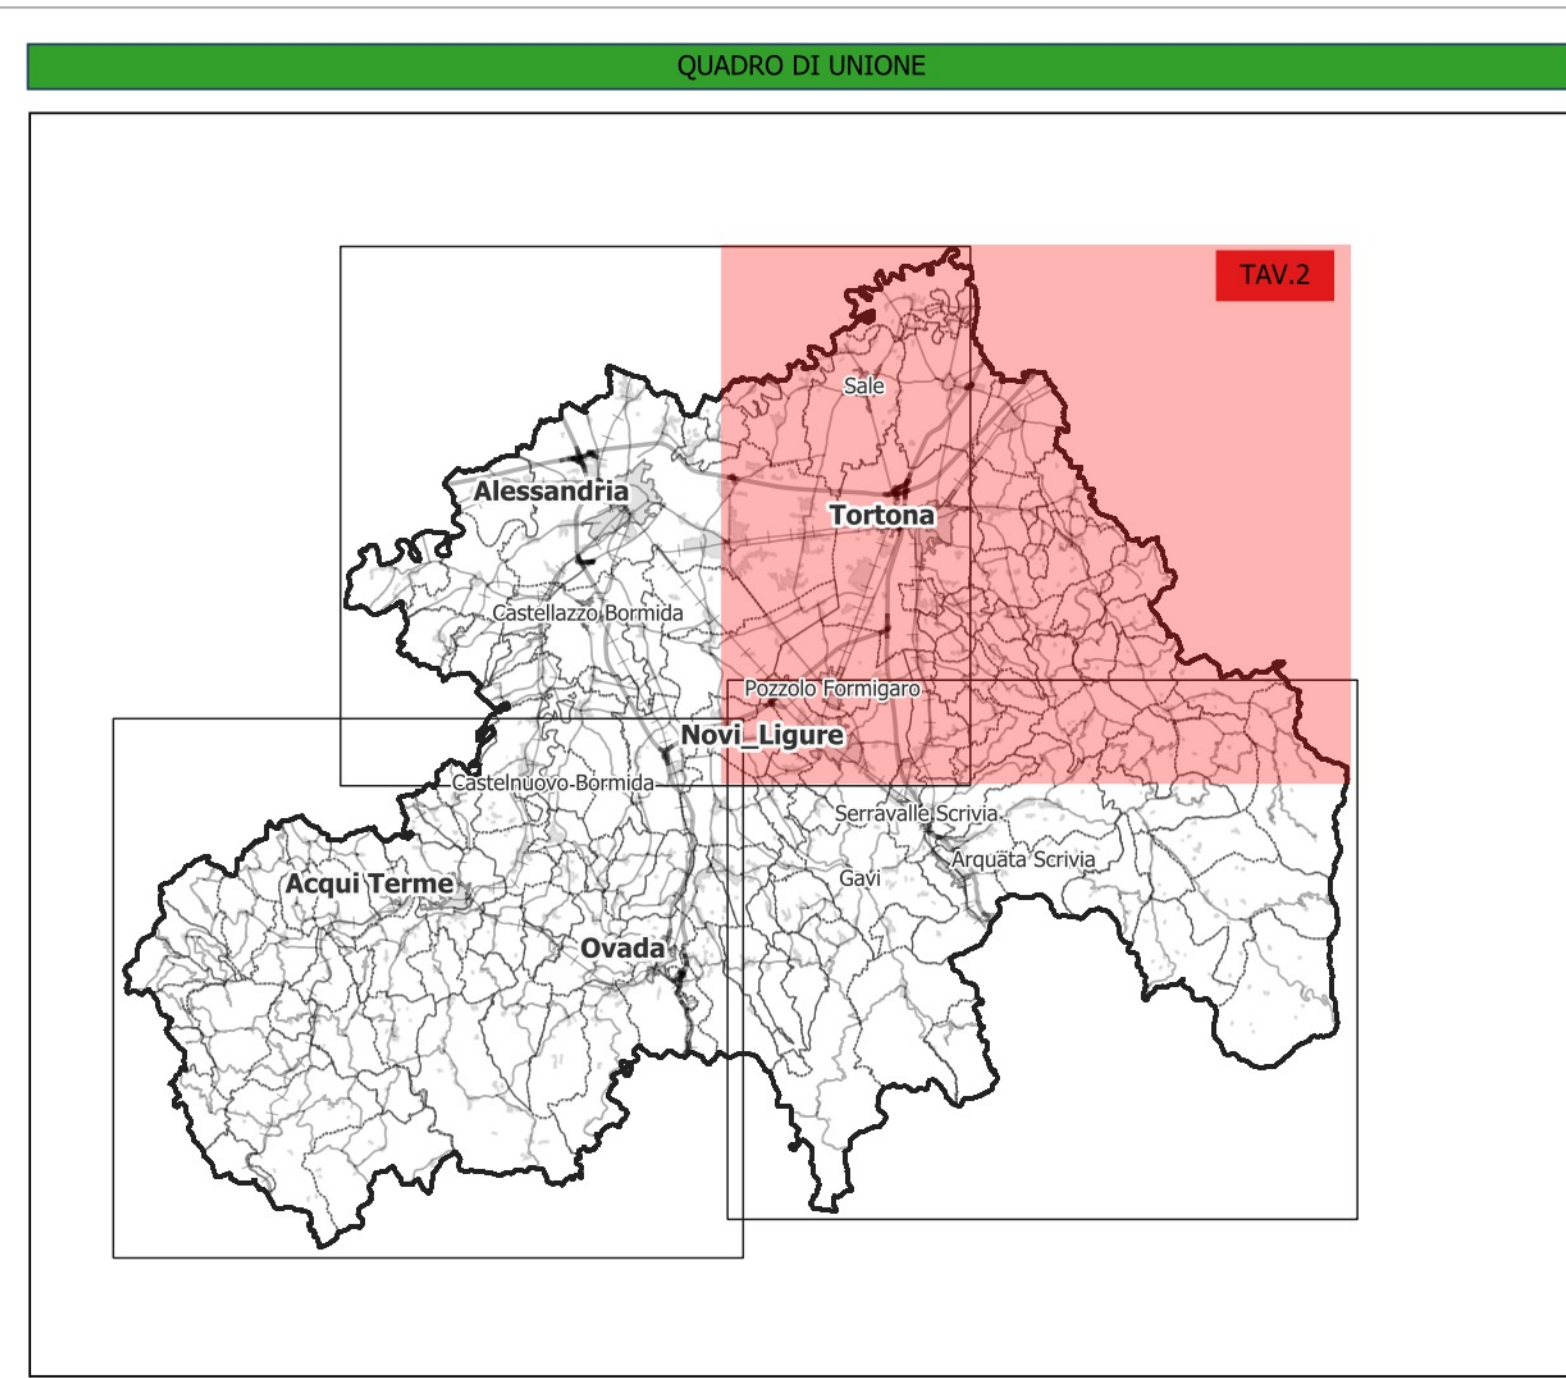 QUADRO DI UNIONE
TAV.2
Sale
Alessandria
Tortona
Castellazzo Bormida
Pozzolo Formigaro
Novi_Ligure
Castelnuovo Bormida
Serravalle Scrivia
Arquata Scrivia
Gavi
Acqui Terme
Ovada